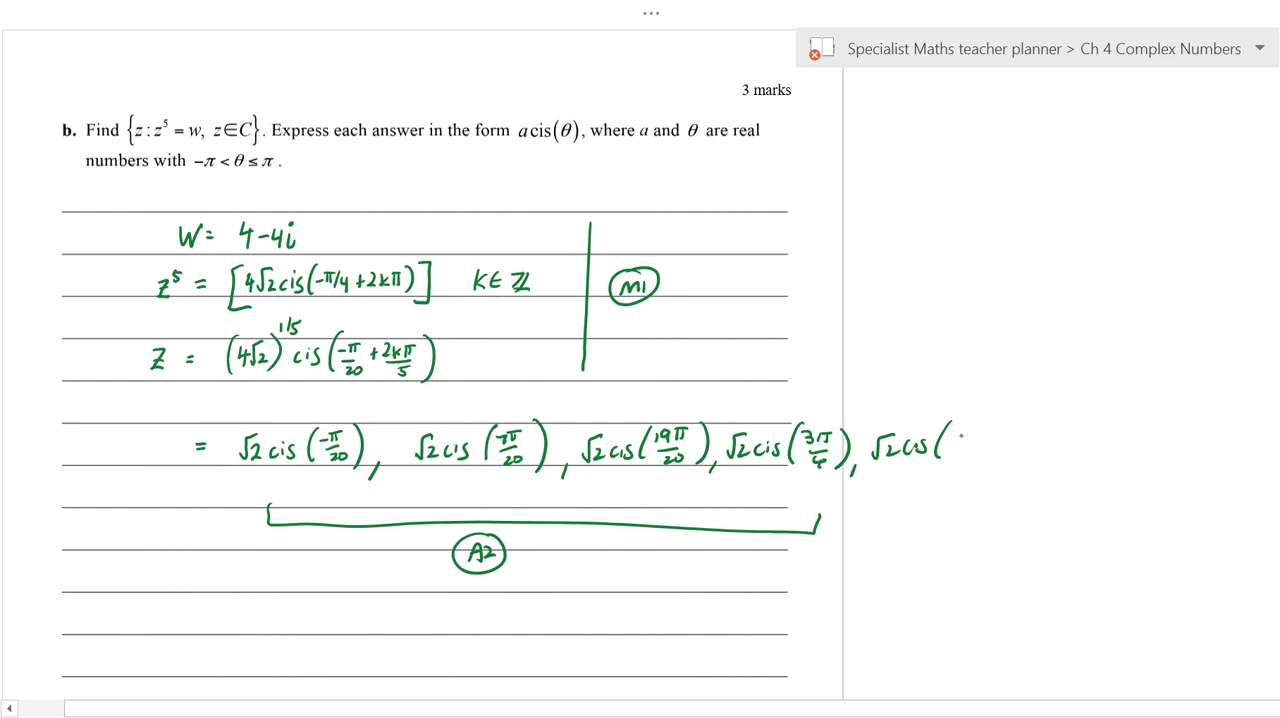 Specialist Maths teacher planner > Ch 4 Complex Numbers
3 marks
b. Find {z : z⁵ = w, z∈C}. Express each answer in the form a cis(θ), where a and θ are real
numbers with −π < θ ≤ π.
W = 4-4i
z⁵ = [4√2 cis(-π/4 + 2kπ)] K ∈ ℤ
M1
Z = (4√2)^1/5 cis(-π/20 + 2kπ/5)
= √2 cis(-π/20), √2 cis(7π/20), √2 cis(19π/20), √2 cis(3π/4), √2 cis(
A2